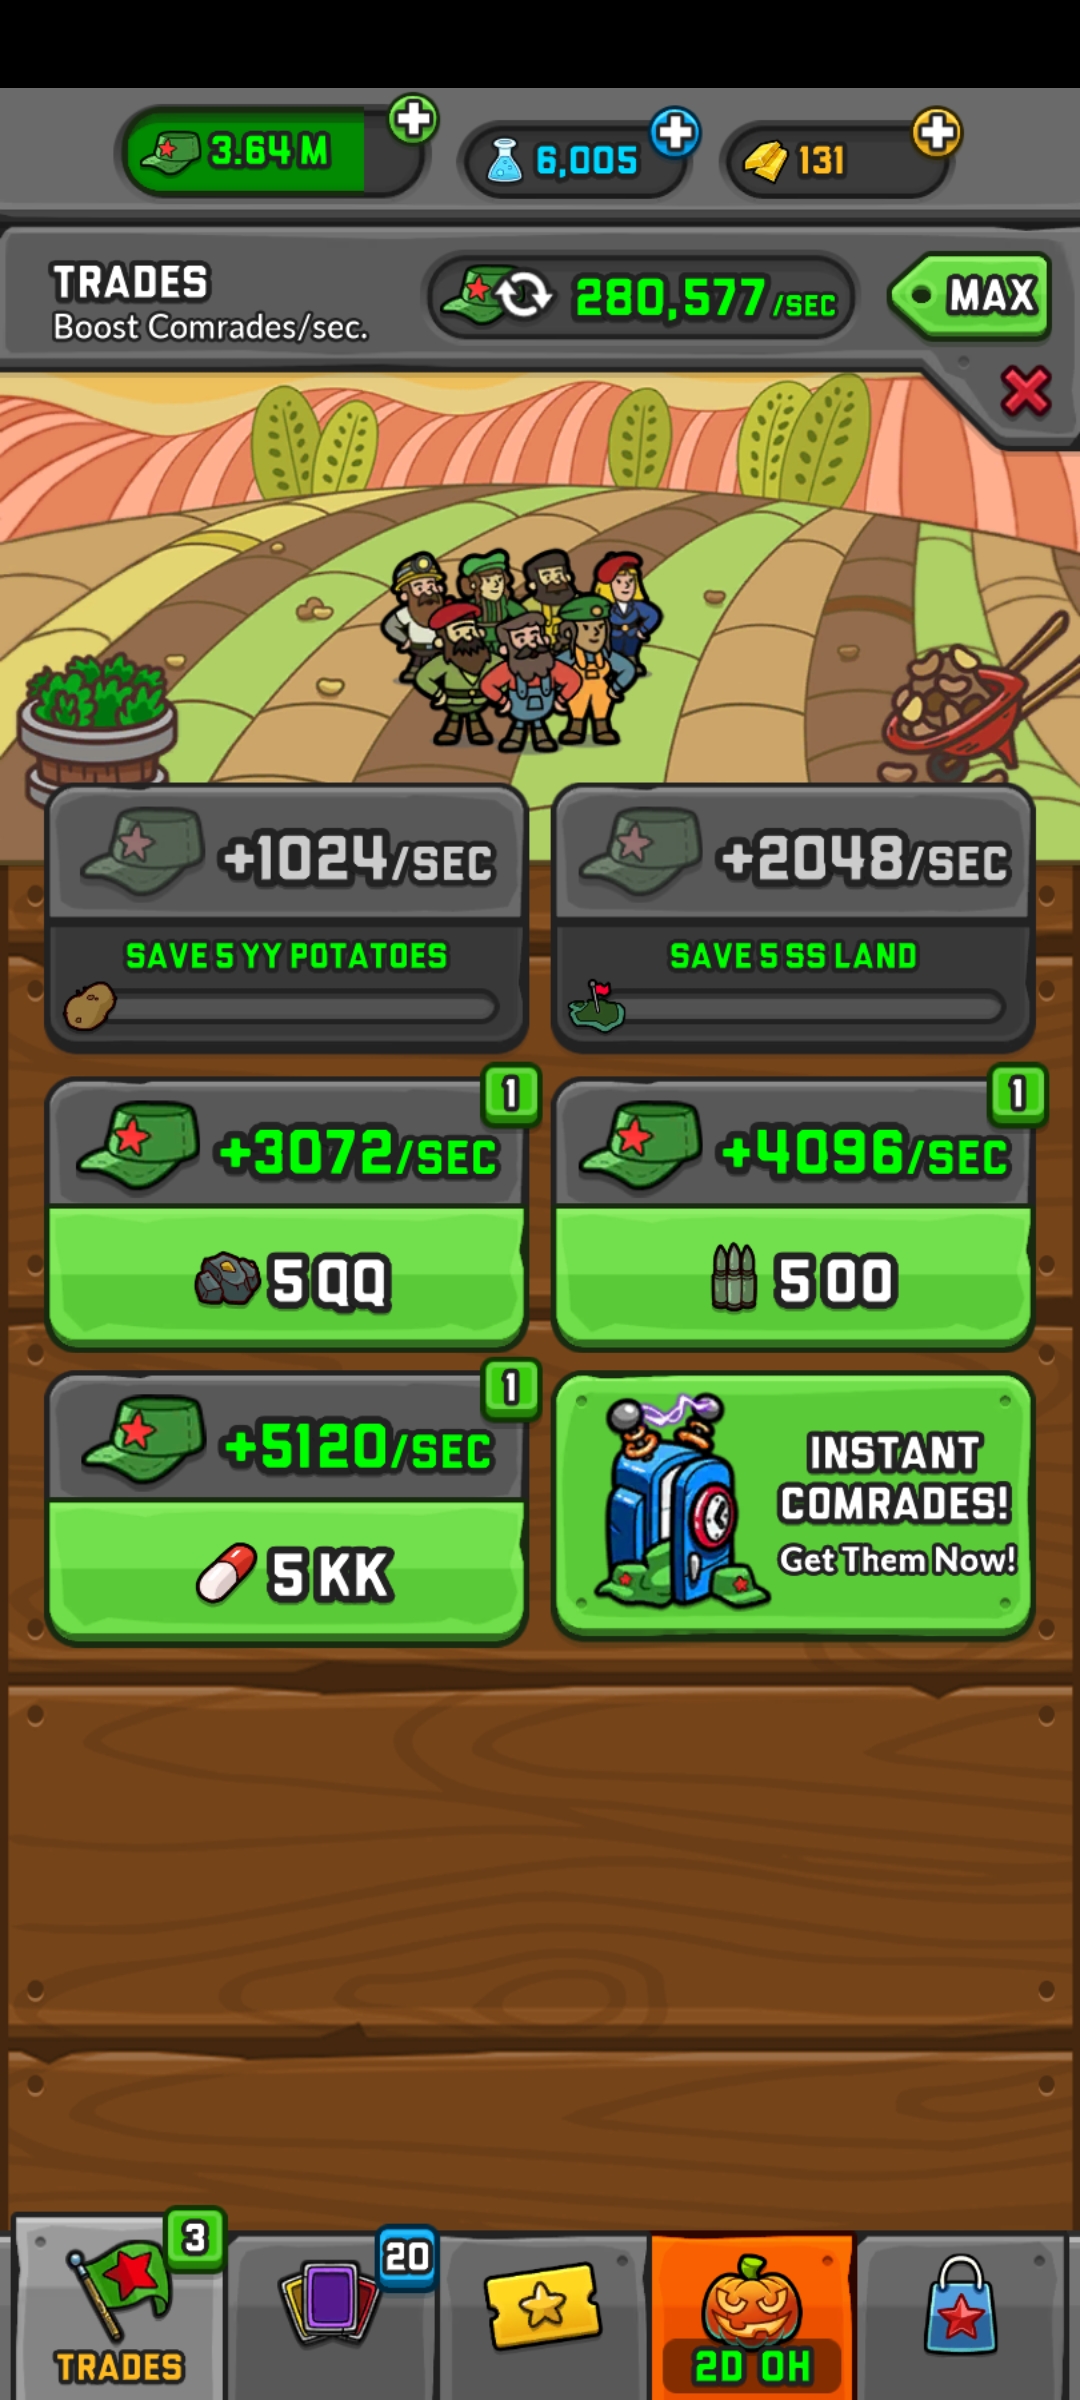 3.64 M
6,005
131
TRADES
Boost Comrades/sec.
280,577 /SEC
MAX
+1024/SEC
+2048/SEC
SAVE 5 YY POTATOES
SAVE 5 SS LAND
1
1
+3072/SEC
+4096/SEC
5 QQ
5 OO
1
+5120/SEC
INSTANT
COMRADES!
Get Them Now!
5 KK
3
20
TRADES
2D 0H